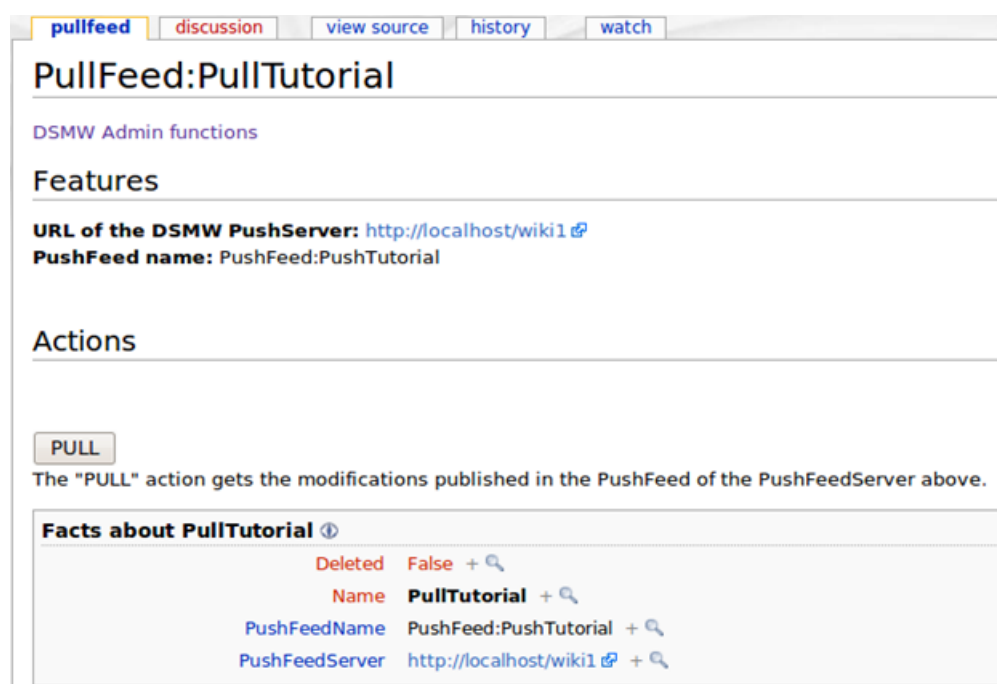 pullfeed discussion view source history watch
PullFeed:PullTutorial
DSMW Admin functions
Features
URL of the DSMW PushServer: http://localhost/wiki1
PushFeed name: PushFeed:PushTutorial
Actions
PULL
The "PULL" action gets the modifications published in the PushFeed of the PushFeedServer above.
Facts about PullTutorial
Deleted False +
Name PullTutorial +
PushFeedName PushFeed:PushTutorial +
PushFeedServer http://localhost/wiki1 +